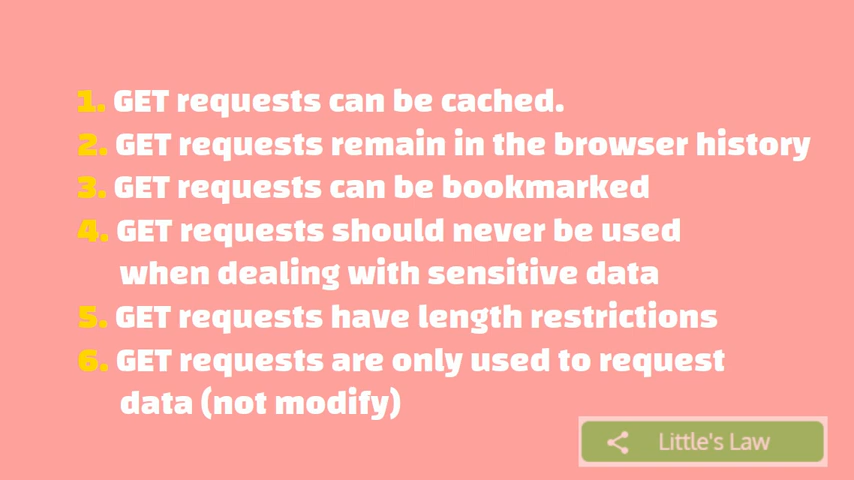 1. GET requests can be cached.
2. GET requests remain in the browser history
3. GET requests can be bookmarked
4. GET requests should never be used
when dealing with sensitive data
5. GET requests have length restrictions
6. GET requests are only used to request
data (not modify)
Little's Law